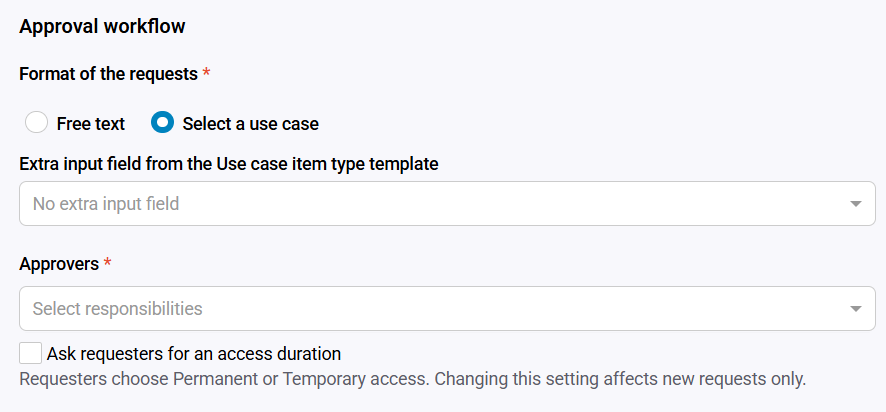 Approval workflow
Format of the requests *
Free text Select a use case
Extra input field from the Use case item type template
No extra input field
Approvers *
Select responsibilities
Ask requesters for an access duration
Requesters choose Permanent or Temporary access. Changing this setting affects new requests only.